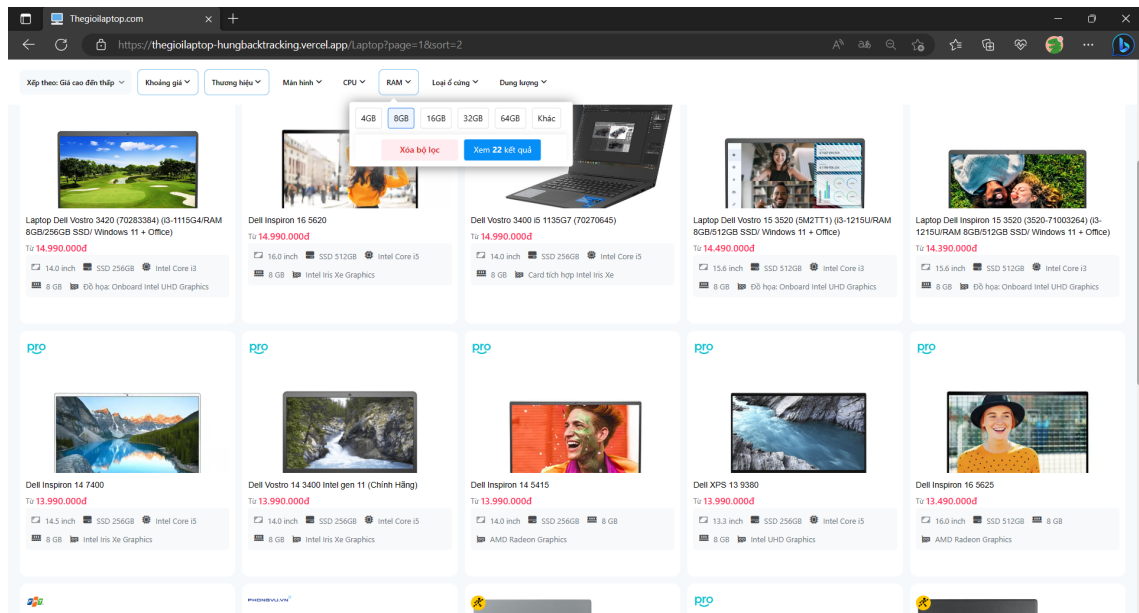 Thegioilaptop.com
https://thegioilaptop-hungbacktracking.vercel.app/Laptop?page=1&sort=2
Xếp theo: Giá cao đến thấp Khoảng giá Thương hiệu Màn hình CPU RAM Loại ổ cứng Dung lượng
4GB 8GB 16GB 32GB 64GB Khác
Xóa bộ lọc Xem 22 kết quả
Laptop Dell Vostro 3420 (70283384) (i3-1115G4/RAM
8GB/256GB SSD/ Windows 11 + Office)
Từ 14.990.000đ
14.0 inch SSD 256GB Intel Core i3
8 GB Đồ họa: Onboard Intel UHD Graphics
Dell Inspiron 16 5620
Từ 14.990.000đ
16.0 inch SSD 512GB Intel Core i5
8 GB Intel Iris Xe Graphics
Dell Vostro 3400 i5 1135G7 (70270645)
Từ 14.990.000đ
14.0 inch SSD 256GB Intel Core i5
8 GB Card tích hợp Intel Iris Xe
Laptop Dell Vostro 15 3520 (5M2TT1) (i3-1215U/RAM
8GB/512GB SSD/ Windows 11 + Office)
Từ 14.490.000đ
15.6 inch SSD 512GB Intel Core i3
8 GB Đồ họa: Onboard Intel UHD Graphics
Dell Inspiron 15 3520 (3520-71003264) (i3-
1215U/RAM 8GB/512GB SSD/ Windows 11 + Office)
Từ 14.390.000đ
15.6 inch SSD 512GB Intel Core i3
8 GB Đồ họa: Onboard Intel UHD Graphics
pro
Dell Inspiron 14 7400
Từ 13.990.000đ
14.5 inch SSD 256GB Intel Core i5
8 GB Intel Iris Xe Graphics
pro
Dell Vostro 14 3400 Intel gen 11 (Chính Hãng)
Từ 13.990.000đ
14.0 inch SSD 256GB Intel Core i5
8 GB Intel Iris Xe Graphics
pro
Dell Inspiron 14 5415
Từ 13.990.000đ
14.0 inch SSD 256GB 8 GB
AMD Radeon Graphics
pro
Dell XPS 13 9380
Từ 13.990.000đ
13.3 inch SSD 256GB Intel Core i5
8 GB Intel UHD Graphics
pro
Dell Inspiron 16 5625
Từ 13.490.000đ
16.0 inch SSD 512GB 8 GB
AMD Radeon Graphics
FPT
PHONGVU.VN
pro